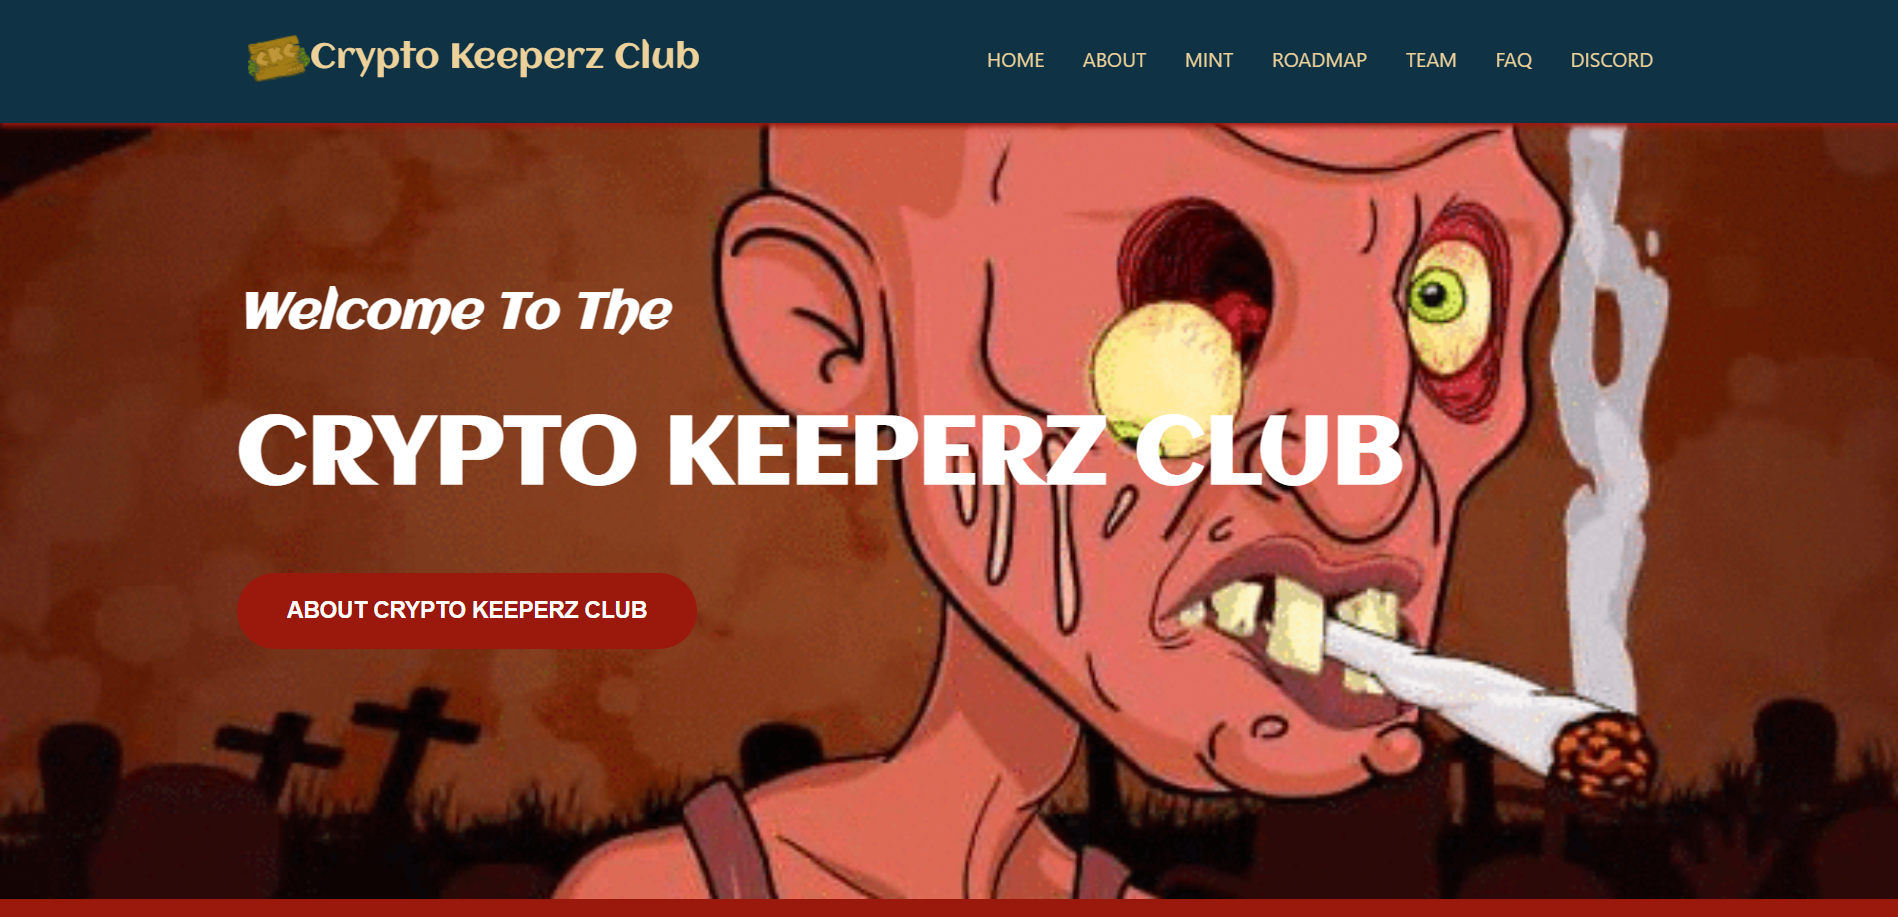 CKC Crypto Keeperz Club
HOME ABOUT MINT ROADMAP TEAM FAQ DISCORD
Welcome To The
CRYPTO KEEPERZ CLUB
ABOUT CRYPTO KEEPERZ CLUB